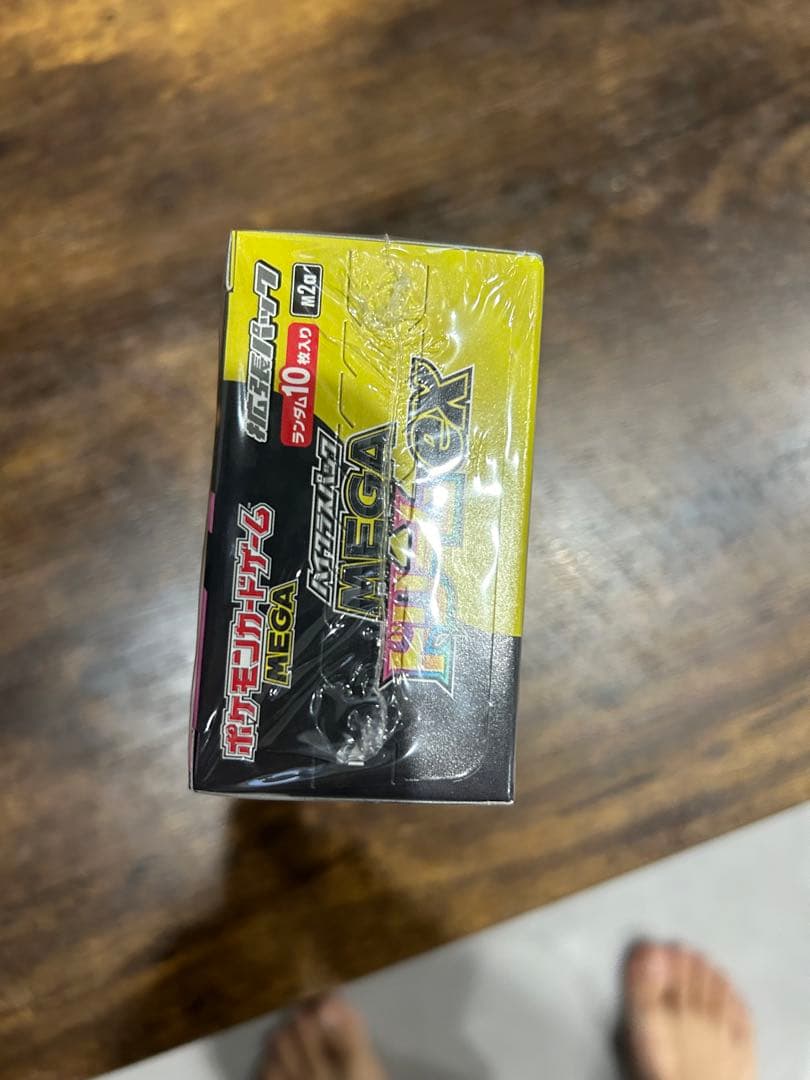 拡張パック
M2a
ランダム10枚入り
ポケモンカードゲーム
MEGA
ハイクラスパック
MEGA
ドリームex